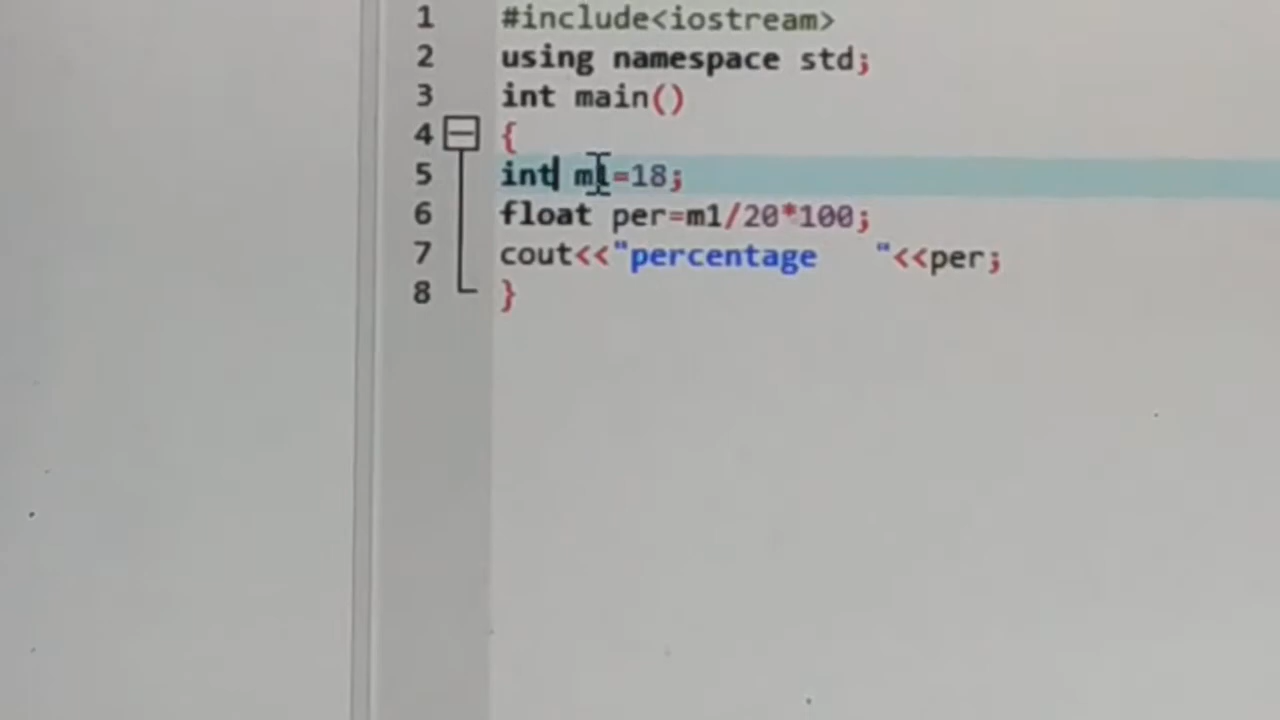 1 #include<iostream>
2 using namespace std;
3 int main()
4 {
5 int m1=18;
6 float per=m1/20*100;
7 cout<<"percentage   "<<per;
8 }